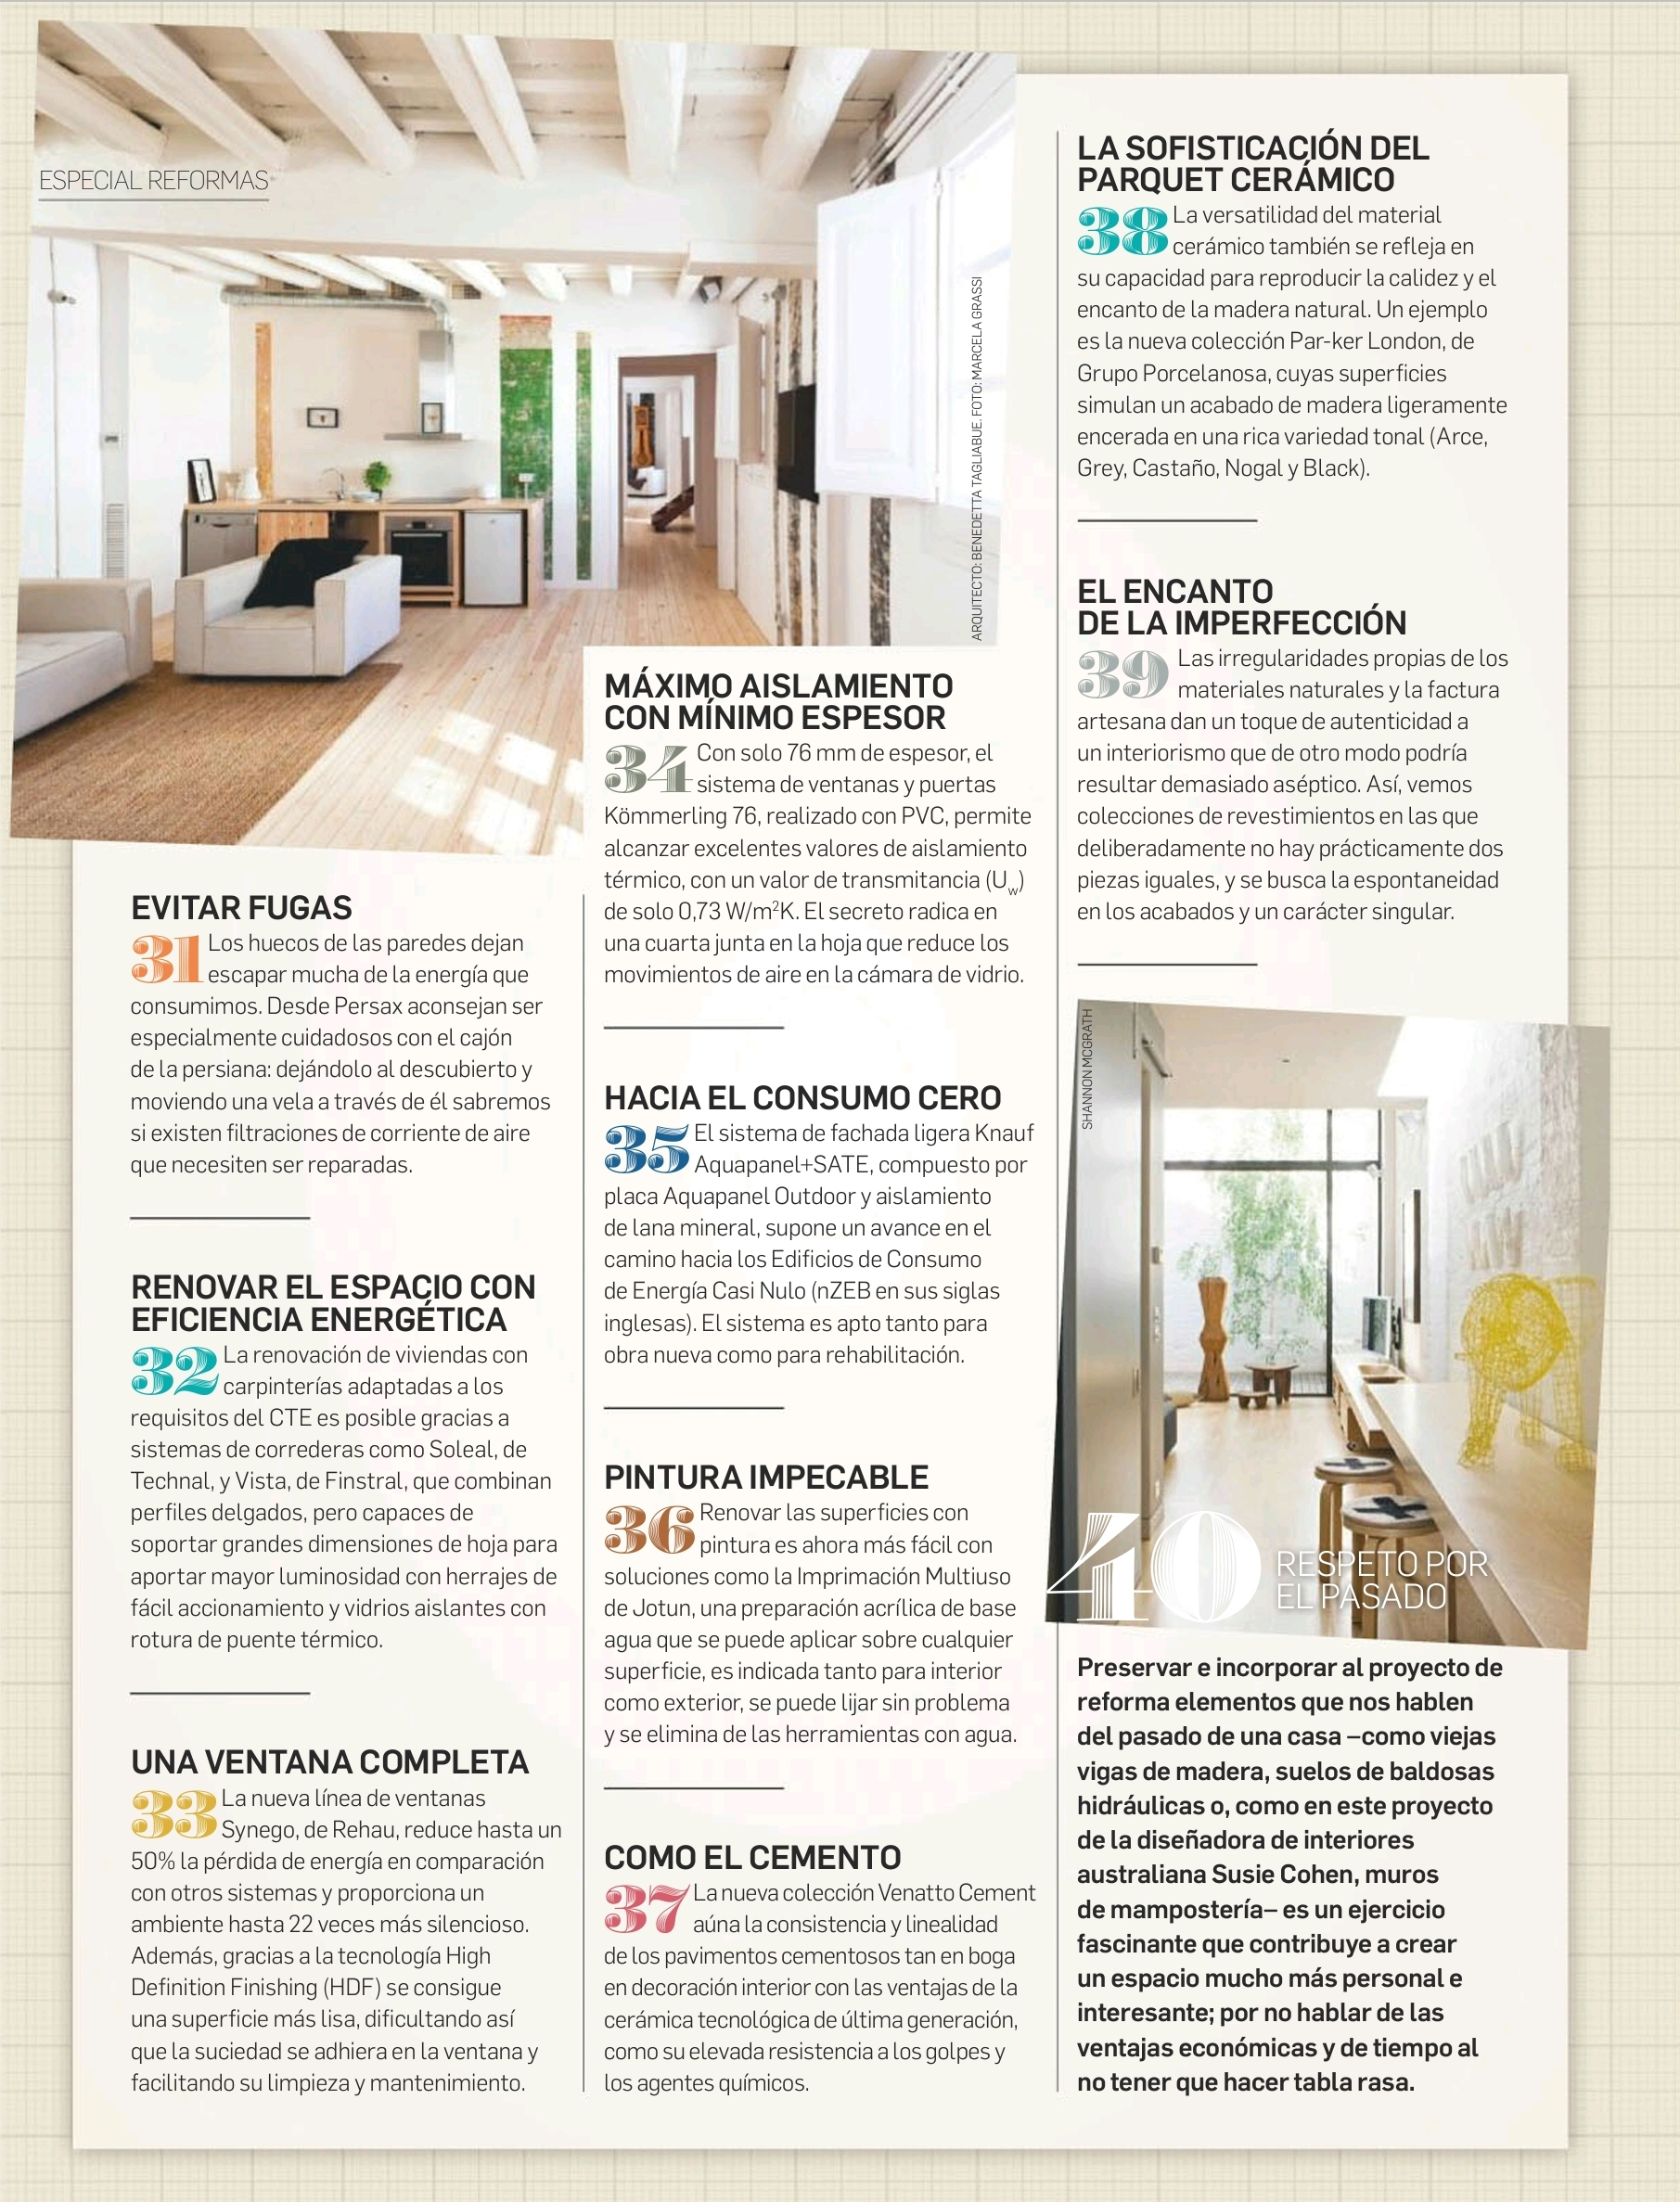 ESPECIAL REFORMAS
ARQUITECTO: BENEDETTA TAGLIABUE. FOTO: MARCELA GRASSI
EVITAR FUGAS
31 Los huecos de las paredes dejan
escapar mucha de la energía que
consumimos. Desde Persax aconsejan ser
especialmente cuidadosos con el cajón
de la persiana: dejándolo al descubierto y
moviendo una vela a través de él sabremos
si existen filtraciones de corriente de aire
que necesiten ser reparadas.
RENOVAR EL ESPACIO CON
EFICIENCIA ENERGÉTICA
32 La renovación de viviendas con
carpinterías adaptadas a los
requisitos del CTE es posible gracias a
sistemas de correderas como Soleal, de
Technal, y Vista, de Finstral, que combinan
perfiles delgados, pero capaces de
soportar grandes dimensiones de hoja para
aportar mayor luminosidad con herrajes de
fácil accionamiento y vidrios aislantes con
rotura de puente térmico.
UNA VENTANA COMPLETA
33 La nueva línea de ventanas
Synego, de Rehau, reduce hasta un
50% la pérdida de energía en comparación
con otros sistemas y proporciona un
ambiente hasta 22 veces más silencioso.
Además, gracias a la tecnología High
Definition Finishing (HDF) se consigue
una superficie más lisa, dificultando así
que la suciedad se adhiera en la ventana y
facilitando su limpieza y mantenimiento.
MÁXIMO AISLAMIENTO
CON MÍNIMO ESPESOR
34 Con solo 76 mm de espesor, el
sistema de ventanas y puertas
Kömmerling 76, realizado con PVC, permite
alcanzar excelentes valores de aislamiento
térmico, con un valor de transmitancia (Uw)
de solo 0,73 W/m²K. El secreto radica en
una cuarta junta en la hoja que reduce los
movimientos de aire en la cámara de vidrio.
HACIA EL CONSUMO CERO
35 El sistema de fachada ligera Knauf
Aquapanel+SATE, compuesto por
placa Aquapanel Outdoor y aislamiento
de lana mineral, supone un avance en el
camino hacia los Edificios de Consumo
de Energía Casi Nulo (nZEB en sus siglas
inglesas). El sistema es apto tanto para
obra nueva como para rehabilitación.
PINTURA IMPECABLE
36 Renovar las superficies con
pintura es ahora más fácil con
soluciones como la Imprimación Multiuso
de Jotun, una preparación acrílica de base
agua que se puede aplicar sobre cualquier
superficie, es indicada tanto para interior
como exterior, se puede lijar sin problema
y se elimina de las herramientas con agua.
COMO EL CEMENTO
37 La nueva colección Venatto Cement
aúna la consistencia y linealidad
de los pavimentos cementosos tan en boga
en decoración interior con las ventajas de la
cerámica tecnológica de última generación,
como su elevada resistencia a los golpes y
los agentes químicos.
LA SOFISTICACIÓN DEL
PARQUET CERÁMICO
38 La versatilidad del material
cerámico también se refleja en
su capacidad para reproducir la calidez y el
encanto de la madera natural. Un ejemplo
es la nueva colección Par-ker London, de
Grupo Porcelanosa, cuyas superficies
simulan un acabado de madera ligeramente
encerada en una rica variedad tonal (Arce,
Grey, Castaño, Nogal y Black).
EL ENCANTO
DE LA IMPERFECCIÓN
39 Las irregularidades propias de los
materiales naturales y la factura
artesana dan un toque de autenticidad a
un interiorismo que de otro modo podría
resultar demasiado aséptico. Así, vemos
colecciones de revestimientos en las que
deliberadamente no hay prácticamente dos
piezas iguales, y se busca la espontaneidad
en los acabados y un carácter singular.
SHANNON MCGRATH
40 RESPETO POR
EL PASADO
Preservar e incorporar al proyecto de
reforma elementos que nos hablen
del pasado de una casa –como viejas
vigas de madera, suelos de baldosas
hidráulicas o, como en este proyecto
de la diseñadora de interiores
australiana Susie Cohen, muros
de mampostería– es un ejercicio
fascinante que contribuye a crear
un espacio mucho más personal e
interesante; por no hablar de las
ventajas económicas y de tiempo al
no tener que hacer tabla rasa.